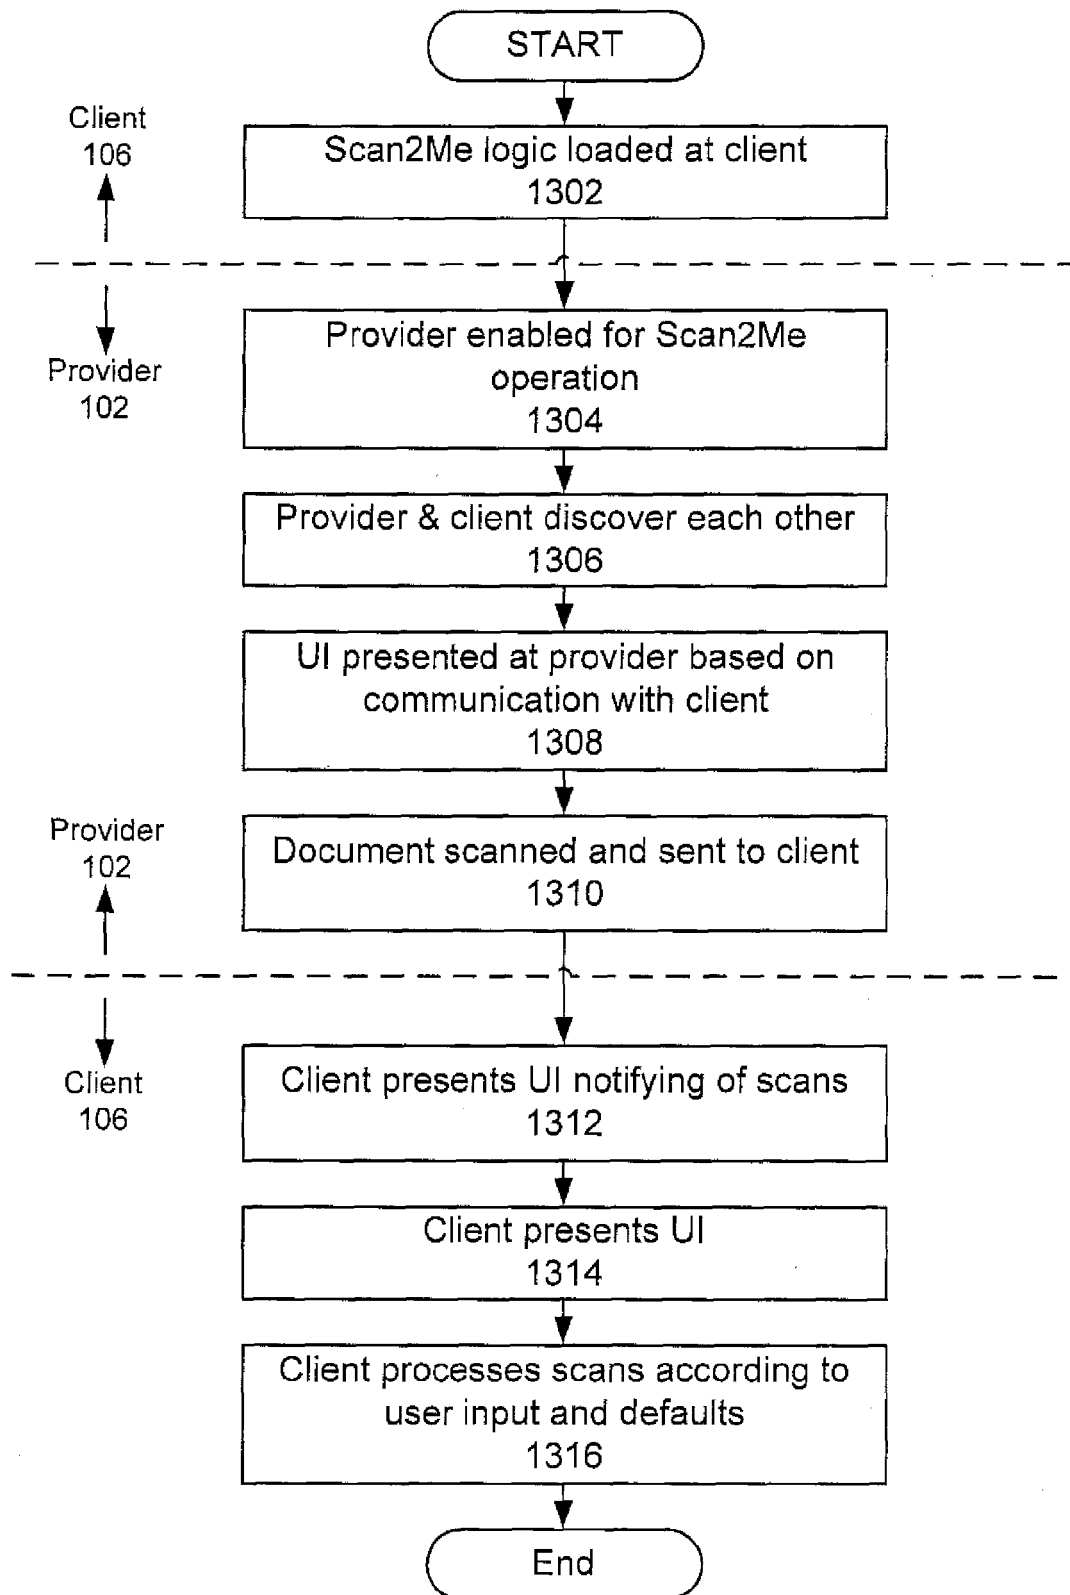 START
Client
106
Scan2Me logic loaded at client
1302
Provider
102
Provider enabled for Scan2Me
operation
1304
Provider & client discover each other
1306
UI presented at provider based on
communication with client
1308
Provider
102
Document scanned and sent to client
1310
Client
106
Client presents UI notifying of scans
1312
Client presents UI
1314
Client processes scans according to
user input and defaults
1316
End